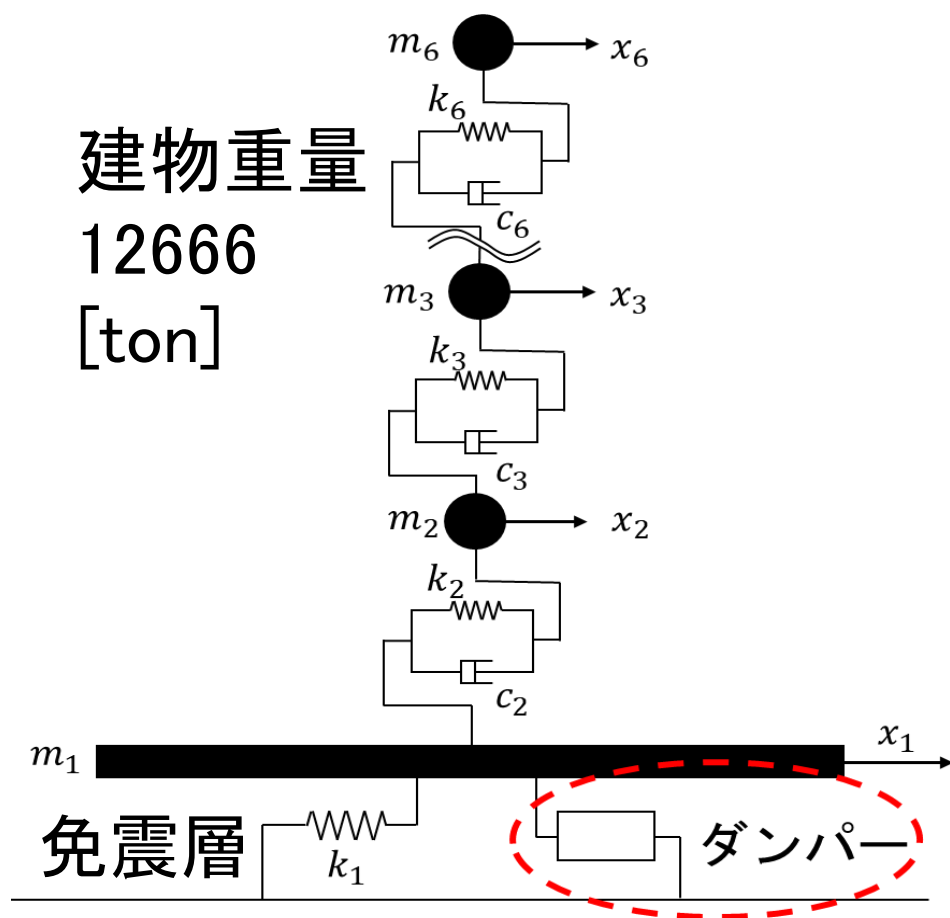 m₆
x₆
k₆
建物重量
12666
[ton]
c₆
m₃
x₃
k₃
c₃
m₂
x₂
k₂
c₂
m₁
x₁
免震層
k₁
ダンパー